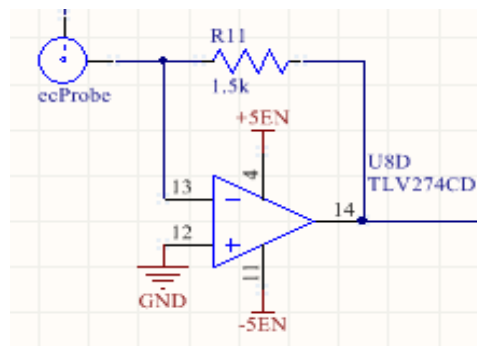 R11
ecProbe
1.5k
+5EN
4
U8D
TLV274CD
13
14
12
11
GND
-5EN